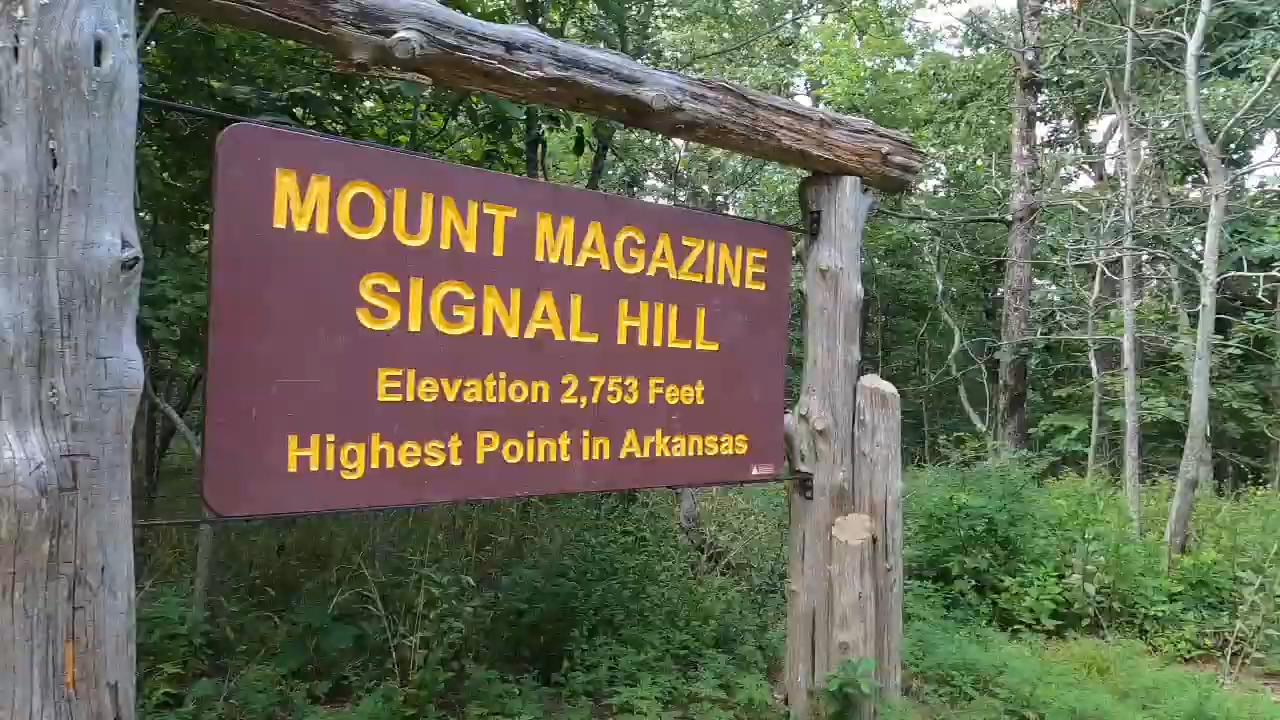 MOUNT MAGAZINE
SIGNAL HILL
Elevation 2,753 Feet
Highest Point in Arkansas